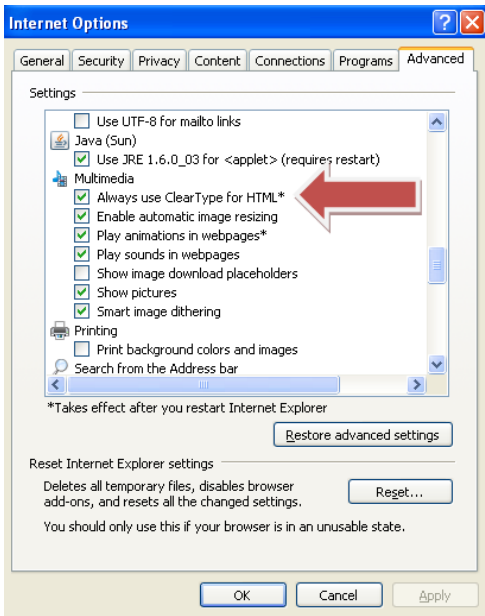 Internet Options
General Security Privacy Content Connections Programs Advanced
Settings
Use UTF-8 for mailto links
Java (Sun)
Use JRE 1.6.0_03 for <applet> (requires restart)
Multimedia
Always use ClearType for HTML*
Enable automatic image resizing
Play animations in webpages*
Play sounds in webpages
Show image download placeholders
Show pictures
Smart image dithering
Printing
Print background colors and images
Search from the Address bar
*Takes effect after you restart Internet Explorer
Restore advanced settings
Reset Internet Explorer settings
Deletes all temporary files, disables browser
add-ons, and resets all the changed settings.
Reset...
You should only use this if your browser is in an unusable state.
OK Cancel Apply